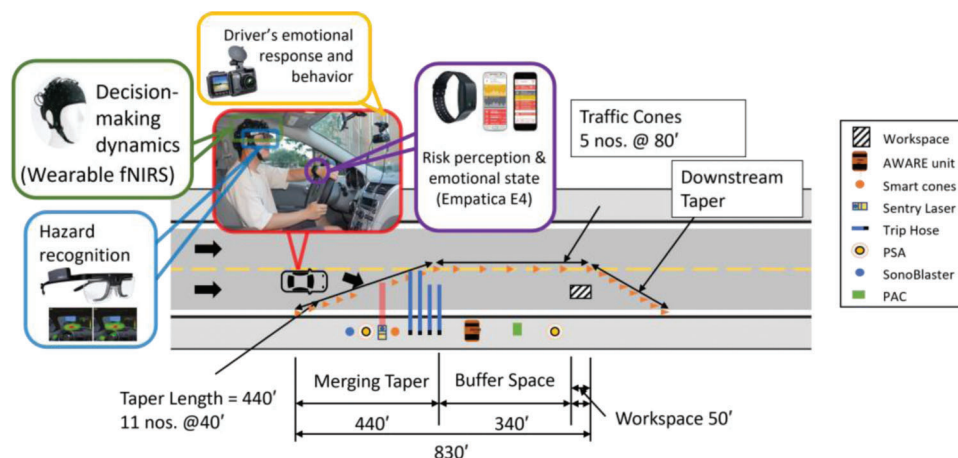 Driver's emotional
response and
behavior
Decision-
making
dynamics
(Wearable fNIRS)
Risk perception &
emotional state
(Empatica E4)
Traffic Cones
5 nos. @ 80'
Downstream
Taper
Hazard
recognition
Workspace
AWARE unit
Smart cones
Sentry Laser
Trip Hose
PSA
SonoBlaster
PAC
Taper Length = 440'
11 nos. @40'
Merging Taper
Buffer Space
Workspace 50'
440'
340'
830'